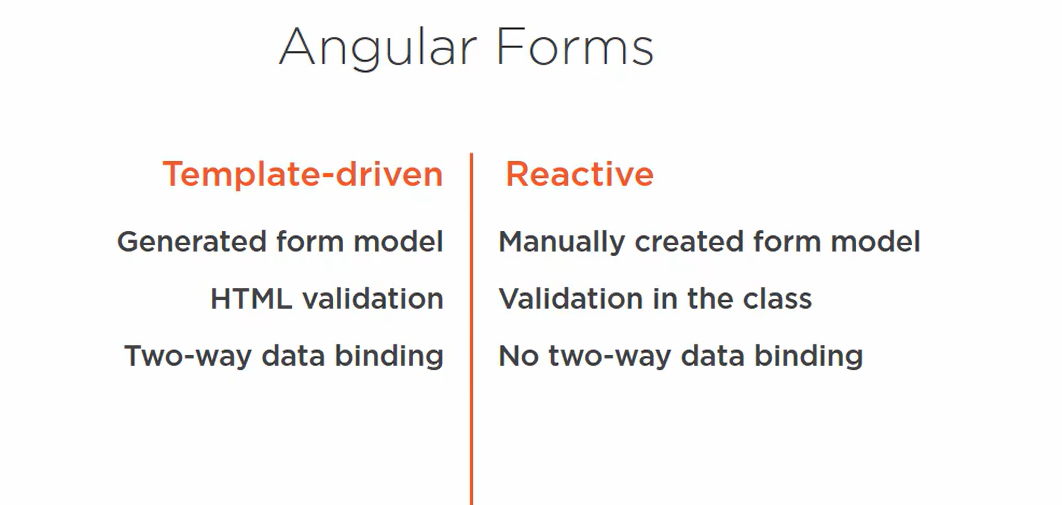 Angular Forms
Template-driven
Generated form model
HTML validation
Two-way data binding
Reactive
Manually created form model
Validation in the class
No two-way data binding